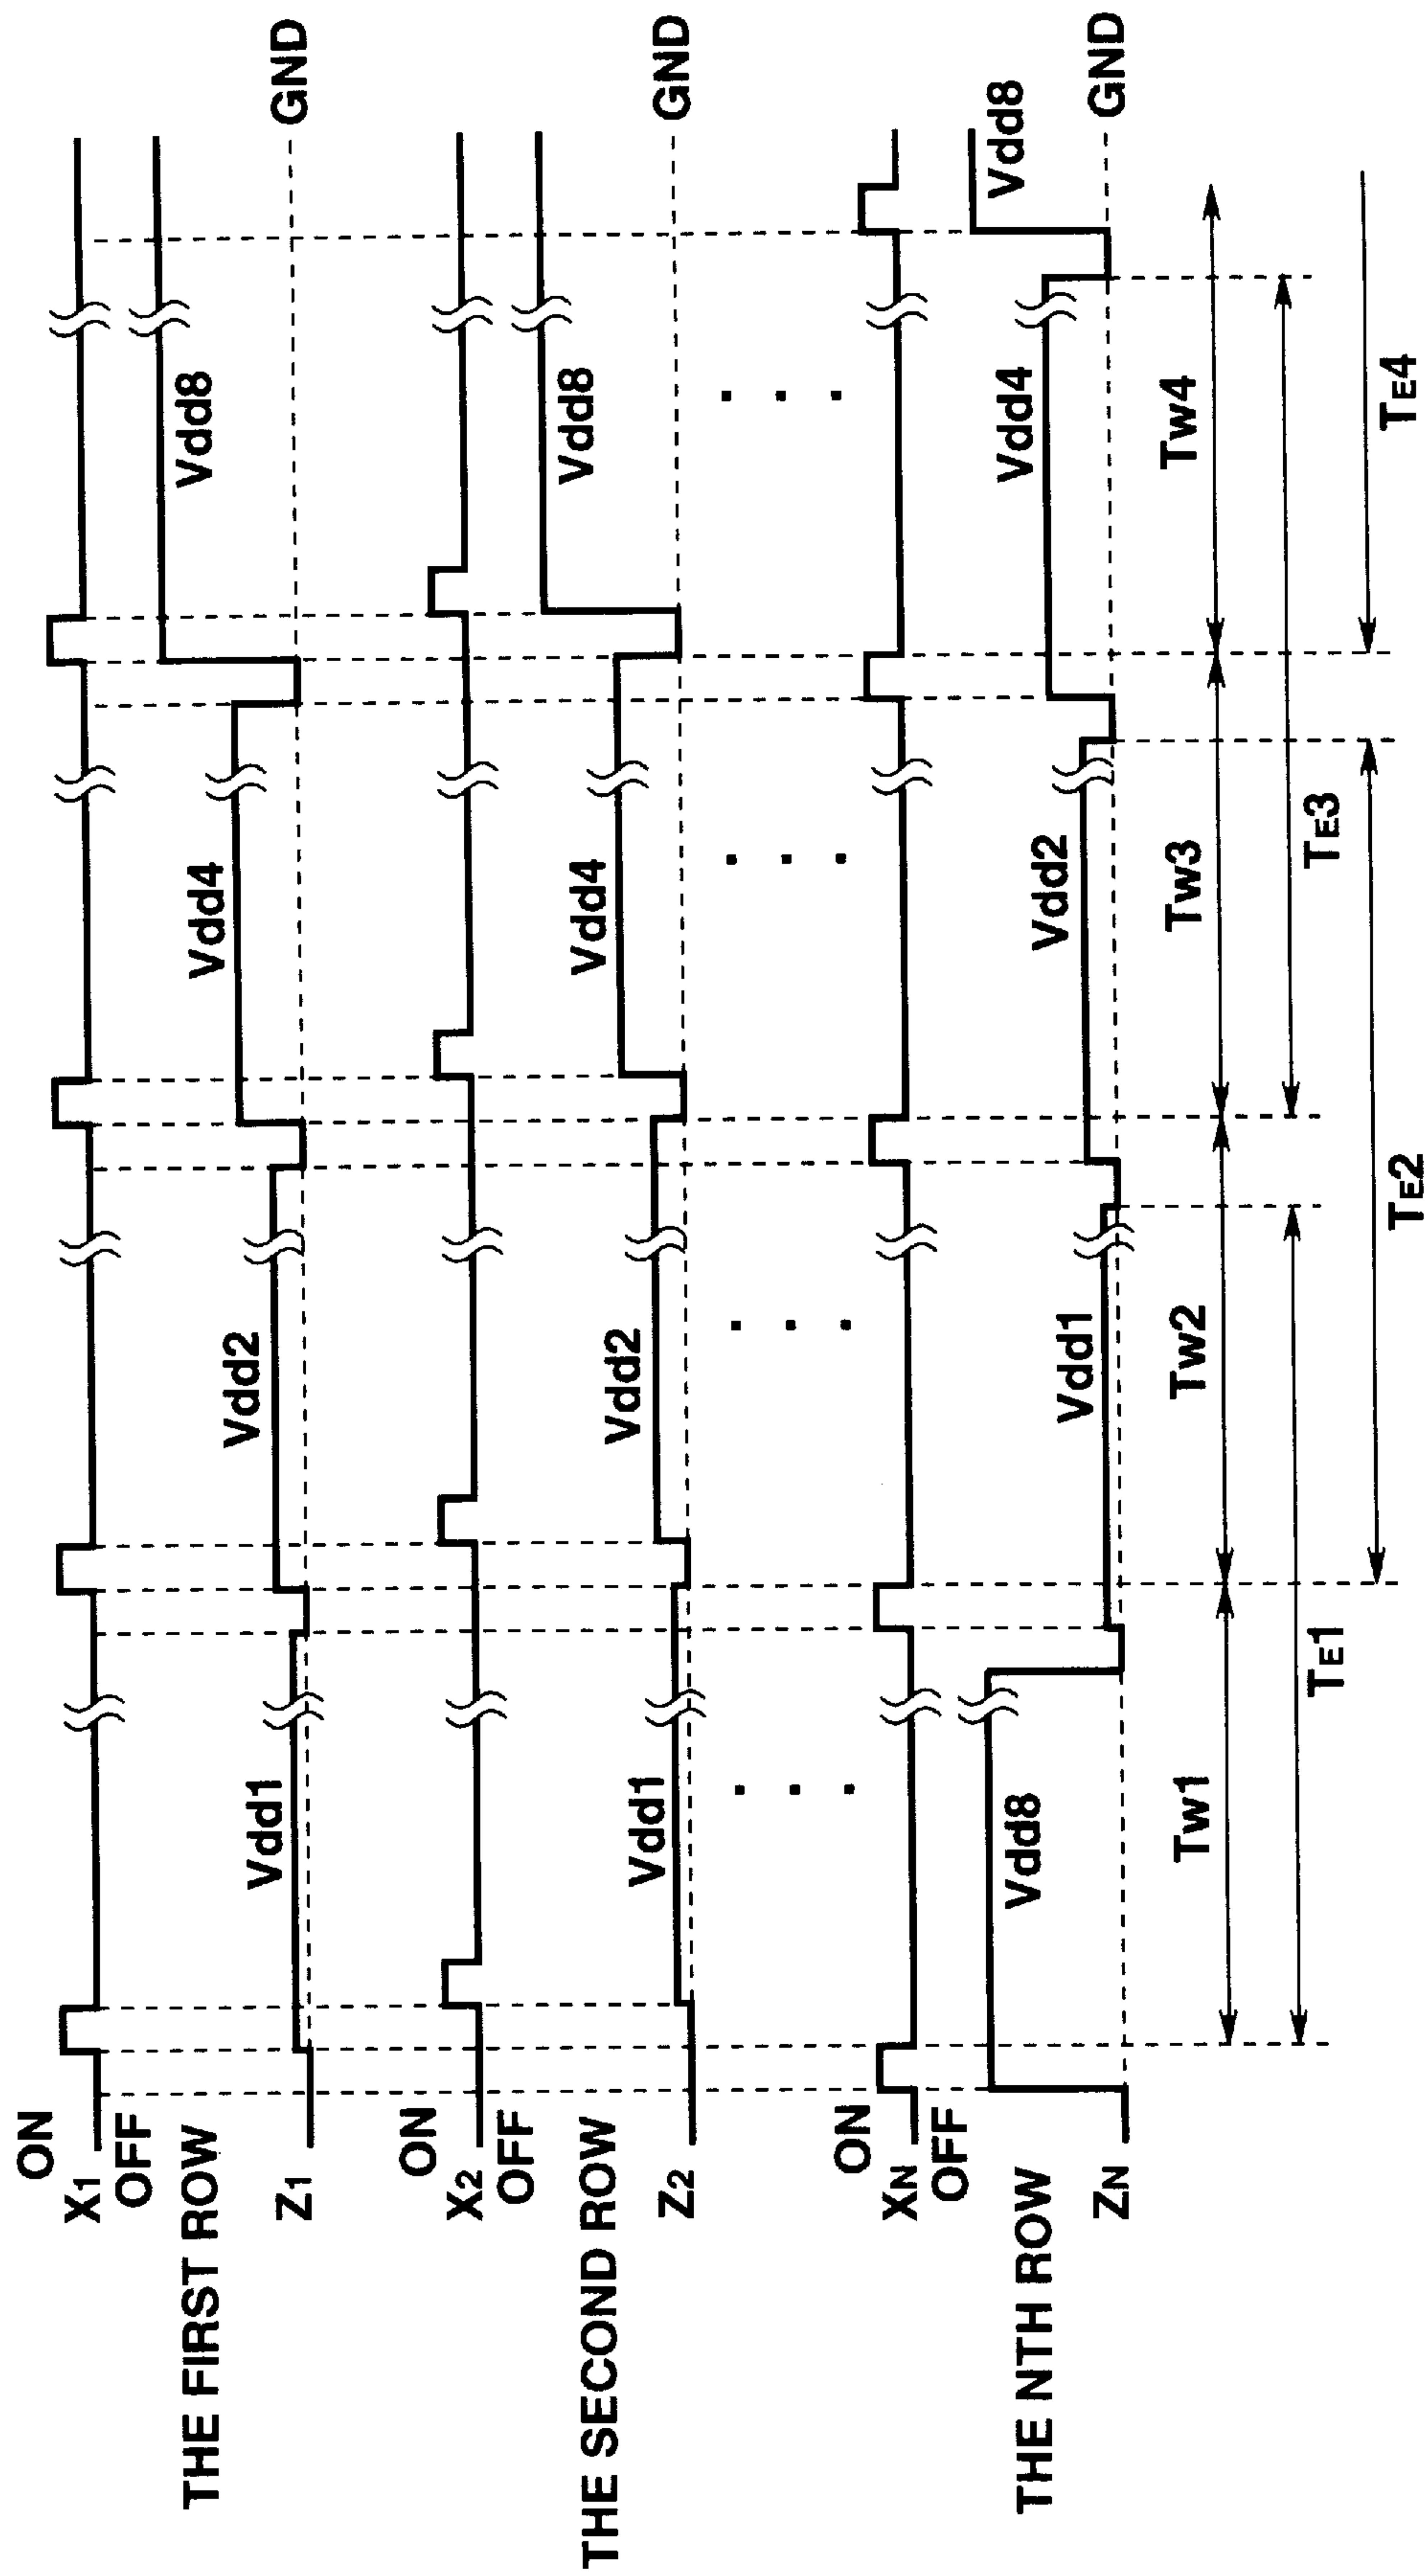 ON
X1
OFF
THE FIRST ROW
Z1
Vdd1
Vdd2
Vdd4
Vdd8
GND
ON
X2
OFF
THE SECOND ROW
Z2
Vdd1
Vdd2
Vdd4
Vdd8
GND
ON
XN
OFF
THE NTH ROW
ZN
Vdd8
Vdd1
Vdd2
Vdd4
Vdd8
GND
Tw1
Tw2
Tw3
Tw4
TE1
TE3
TE2
TE4